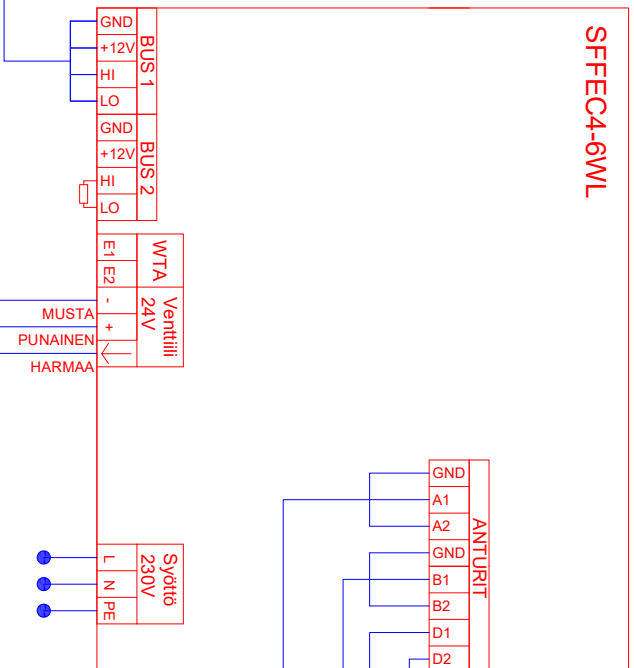 SFFEC4-6WL
BUS 1
GND
+12V
HI
LO
BUS 2
GND
+12V
HI
LO
WTA
E1
E2
Venttiili
24V
-
+
MUSTA
PUNAINEN
HARMAA
Syöttö
230V
L
N
PE
ANTURIT
GND
A1
A2
GND
B1
B2
D1
D2